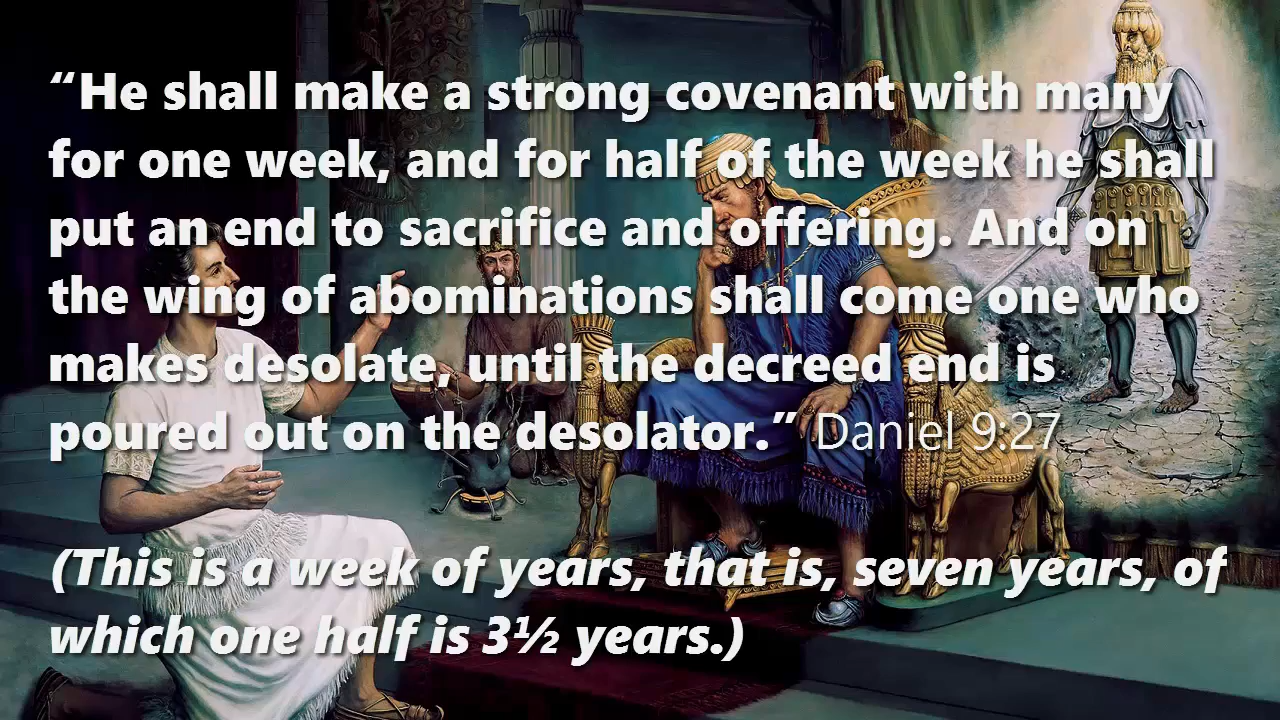 “He shall make a strong covenant with many
for one week, and for half of the week he shall
put an end to sacrifice and offering. And on
the wing of abominations shall come one who
makes desolate, until the decreed end is
poured out on the desolator.” Daniel 9:27
(This is a week of years, that is, seven years, of
which one half is 3½ years.)